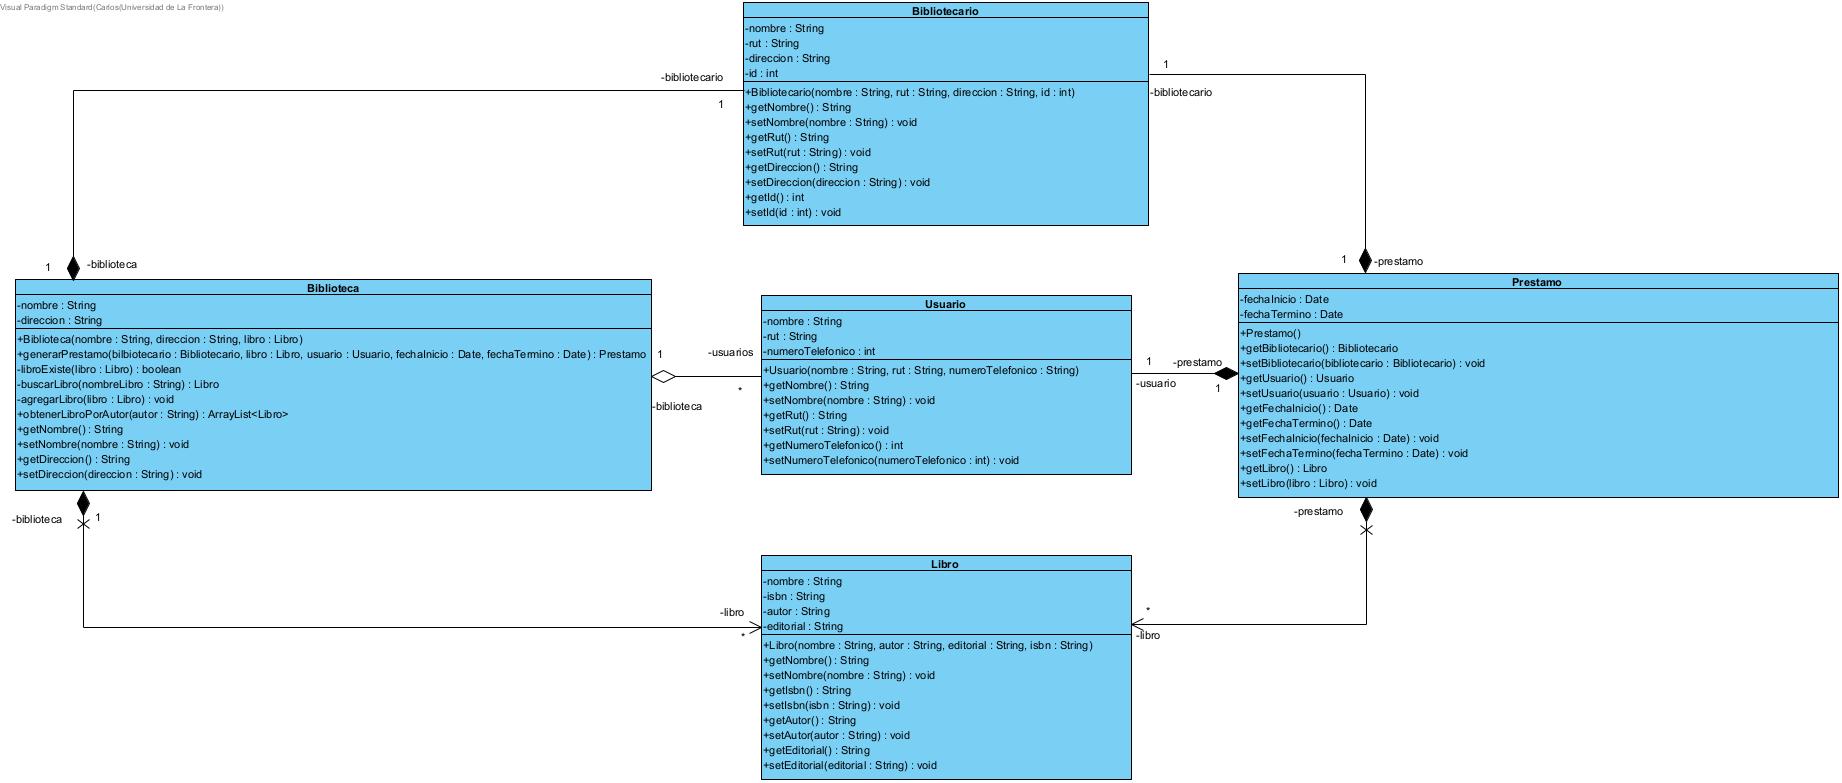 Visual Paradigm Standard(Carlos(Universidad de La Frontera))
Bibliotecario
-nombre : String
-rut : String
-direccion : String
-id : int
+Bibliotecario(nombre : String, rut : String, direccion : String, id : int)
+getNombre() : String
+setNombre(nombre : String) : void
+getRut() : String
+setRut(rut : String) : void
+getDireccion() : String
+setDireccion(direccion : String) : void
+getId() : int
+setId(id : int) : void
-bibliotecario
1
1
-bibliotecario
1
-biblioteca
1
-prestamo
Biblioteca
-nombre : String
-direccion : String
+Biblioteca(nombre : String, direccion : String, libro : Libro)
+generarPrestamo(bilbiotecario : Bibliotecario, libro : Libro, usuario : Usuario, fechaInicio : Date, fechaTermino : Date) : Prestamo
-libroExiste(libro : Libro) : boolean
-buscarLibro(nombreLibro : String) : Libro
-agregarLibro(libro : Libro) : void
+obtenerLibroPorAutor(autor : String) : ArrayList<Libro>
+getNombre() : String
+setNombre(nombre : String) : void
+getDireccion() : String
+setDireccion(direccion : String) : void
1
-biblioteca
-usuarios
*
Usuario
-nombre : String
-rut : String
-numeroTelefonico : int
+Usuario(nombre : String, rut : String, numeroTelefonico : String)
+getNombre() : String
+setNombre(nombre : String) : void
+getRut() : String
+setRut(rut : String) : void
+getNumeroTelefonico() : int
+setNumeroTelefonico(numeroTelefonico : int) : void
1
-usuario
-prestamo
1
Prestamo
-fechaInicio : Date
-fechaTermino : Date
+Prestamo()
+getBibliotecario() : Bibliotecario
+setBibliotecario(bibliotecario : Bibliotecario) : void
+getUsuario() : Usuario
+setUsuario(usuario : Usuario) : void
+getFechaInicio() : Date
+getFechaTermino() : Date
+setFechaInicio(fechaInicio : Date) : void
+setFechaTermino(fechaTermino : Date) : void
+getLibro() : Libro
+setLibro(libro : Libro) : void
-biblioteca
1
-prestamo
-libro
*
Libro
-nombre : String
-isbn : String
-autor : String
-editorial : String
+Libro(nombre : String, autor : String, editorial : String, isbn : String)
+getNombre() : String
+setNombre(nombre : String) : void
+getIsbn() : String
+setIsbn(isbn : String) : void
+getAutor() : String
+setAutor(autor : String) : void
+getEditorial() : String
+setEditorial(editorial : String) : void
*
-libro